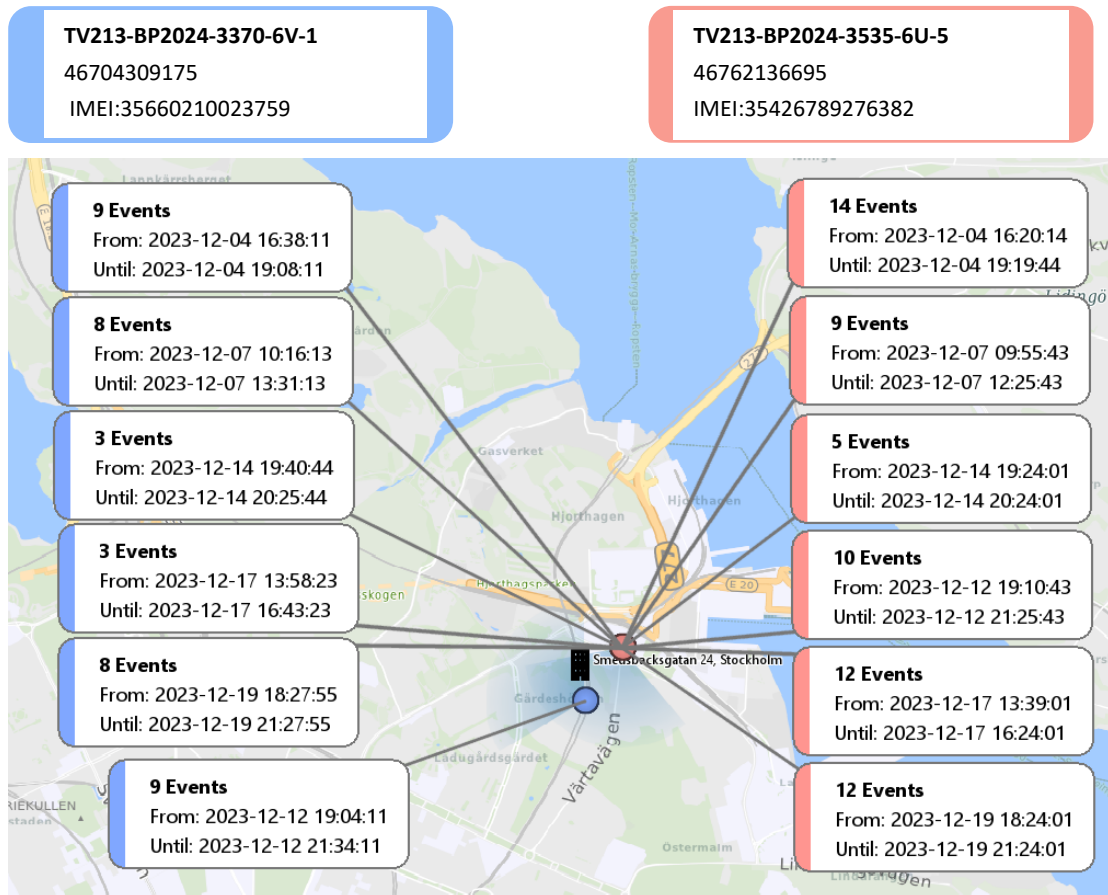 TV213-BP2024-3370-6V-1
46704309175
IMEI:35660210023759
TV213-BP2024-3535-6U-5
46762136695
IMEI:35426789276382
Lappkärrsberget
9 Events
From: 2023-12-04 16:38:11
Until: 2023-12-04 19:08:11
8 Events
From: 2023-12-07 10:16:13
Until: 2023-12-07 13:31:13
3 Events
From: 2023-12-14 19:40:44
Until: 2023-12-14 20:25:44
3 Events
From: 2023-12-17 13:58:23
Until: 2023-12-17 16:43:23
8 Events
From: 2023-12-19 18:27:55
Until: 2023-12-19 21:27:55
9 Events
From: 2023-12-12 19:04:11
Until: 2023-12-12 21:34:11
14 Events
From: 2023-12-04 16:20:14
Until: 2023-12-04 19:19:44
9 Events
From: 2023-12-07 09:55:43
Until: 2023-12-07 12:25:43
5 Events
From: 2023-12-14 19:24:01
Until: 2023-12-14 20:24:01
10 Events
From: 2023-12-12 19:10:43
Until: 2023-12-12 21:25:43
12 Events
From: 2023-12-17 13:39:01
Until: 2023-12-17 16:24:01
12 Events
From: 2023-12-19 18:24:01
Until: 2023-12-19 21:24:01
Lidingö
Gasverket
Hjorthagen
Hjorthagen
277
277
E 20
Hjorthagsparken
skogen
Smedsbacksgatan 24, Stockholm
Ladugårdsgärdet
Värtavägen
RIEKULLEN
staden
Östermalm